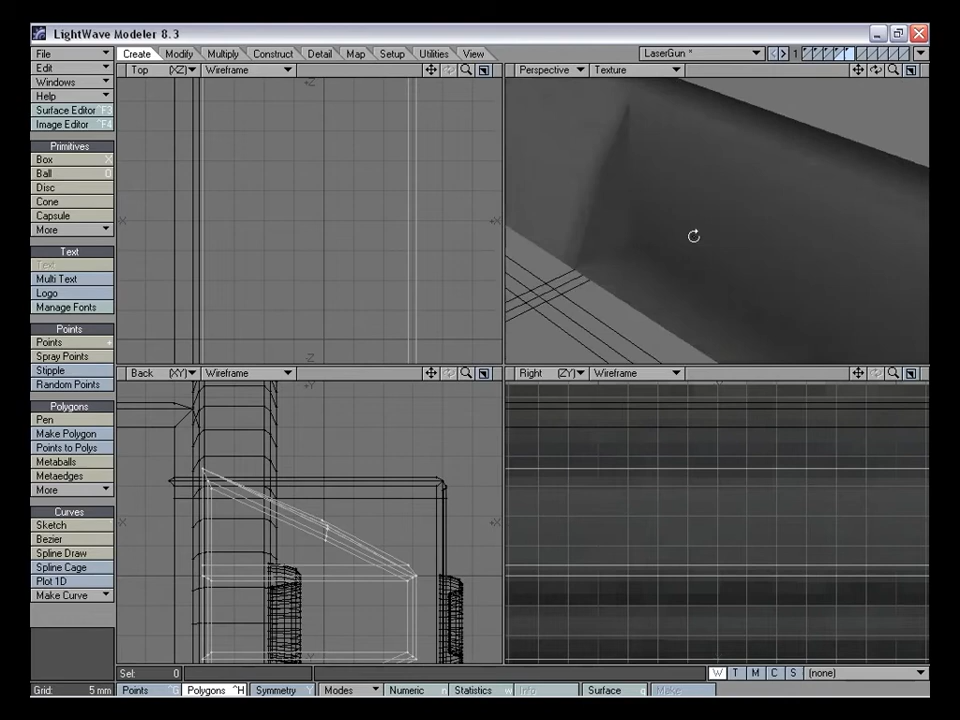 LightWave Modeler 8.3
File
Create Modify Multiply Construct Detail Map Setup Utilities View
LaserGun *
1
Edit
Top (XZ) Wireframe
Perspective Texture
Windows
Help
Surface Editor ^F3
Image Editor ^F4
Primitives
Box X
Ball O
Disc
Cone
Capsule
More
Text
Text
Multi Text
Logo
Manage Fonts
Points
Points +
Spray Points
Stipple
Back (XY) Wireframe
Right (ZY) Wireframe
Random Points
Polygons
Pen
Make Polygon
Points to Polys
Metaballs
Metaedges
More
Curves
Sketch
Bezier
Spline Draw
Spline Cage
Plot 1D
Make Curve
Sel: 0
W T M C S (none)
Grid: 5 mm
Points ^G
Polygons ^H
Symmetry Y
Modes
Numeric n
Statistics w
Info
Surface q
Make